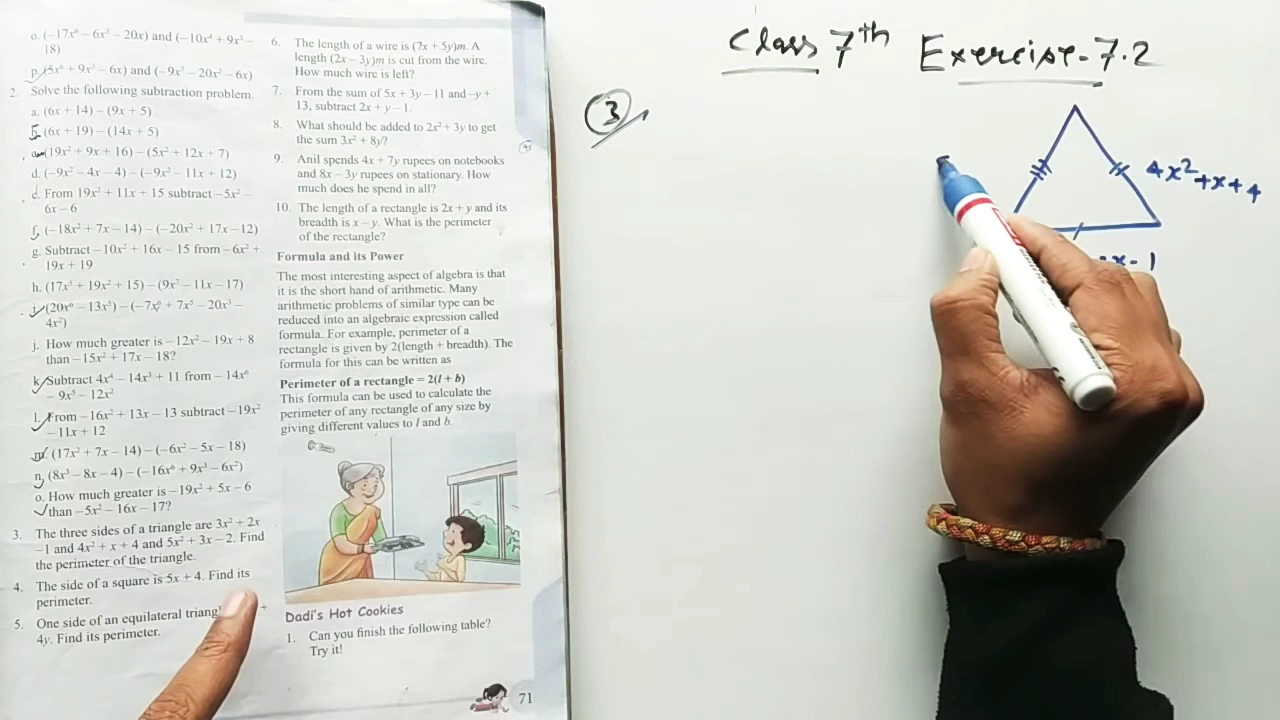 o. (−17x⁶ − 6x³ − 20x) and (−10x⁴ + 9x³ −
18)
p. (5x⁶ + 9x² − 6x) and (−9x² − 20x² − 6x)
2. Solve the following subtraction problem.
a. (6x + 14) − (9x + 5)
(6x + 19) − (14x + 5)
(19x² + 9x + 16) − (5x² + 12x + 7)
d. (−9x² − 4x − 4) − (−9x² − 11x + 12)
From 19x² + 11x + 15 subtract −5x² −
6x − 6
f. (−18x² + 7x − 14) − (−20x² + 17x − 12)
g. Subtract −10x² + 16x − 15 from −6x² +
19x + 19
h. (17x⁵ + 19x² + 15) − (9x⁷ − 11x − 17)
(20x⁶ − 13x⁵) − (−7x⁶ + 7x⁵ − 20x³ −
4x²)
j. How much greater is −12x² − 19x + 8
than −15x² + 17x − 18?
k. Subtract 4x⁴ − 14x³ + 11 from −14x⁶
− 9x⁵ − 12x²
l. From −16x² + 13x − 13 subtract −19x²
− 11x + 12
m. (17x² + 7x − 14) − (−6x² − 5x − 18)
n. (8x³ − 8x − 4) − (−16x⁶ + 9x³ − 6x²)
o. How much greater is −19x² + 5x − 6
than −5x² − 16x − 17?
3. The three sides of a triangle are 3x² + 2x
−1 and 4x² + x + 4 and 5x² + 3x − 2. Find
the perimeter of the triangle.
4. The side of a square is 5x + 4. Find its
perimeter.
5. One side of an equilateral triangl +
4y. Find its perimeter.
6. The length of a wire is (7x + 5y)m. A
length (2x − 3y)m is cut from the wire.
How much wire is left?
7. From the sum of 5x + 3y − 11 and −y +
13, subtract 2x + y − 1.
8. What should be added to 2x² + 3y to get
the sum 3x² + 8y?
9. Anil spends 4x + 7y rupees on notebooks
and 8x − 3y rupees on stationary. How
much does he spend in all?
10. The length of a rectangle is 2x + y and its
breadth is x − y. What is the perimeter
of the rectangle?
Formula and its Power
The most interesting aspect of algebra is that
it is the short hand of arithmetic. Many
arithmetic problems of similar type can be
reduced into an algebraic expression called
formula. For example, perimeter of a
rectangle is given by 2(length + breadth). The
formula for this can be written as
Perimeter of a rectangle = 2(l + b)
This formula can be used to calculate the
perimeter of any rectangle of any size by
giving different values to l and b.
Dadi's Hot Cookies
1. Can you finish the following table?
Try it!
71
Class 7th Exercise-7.2
3
4x²+x+4
x-1